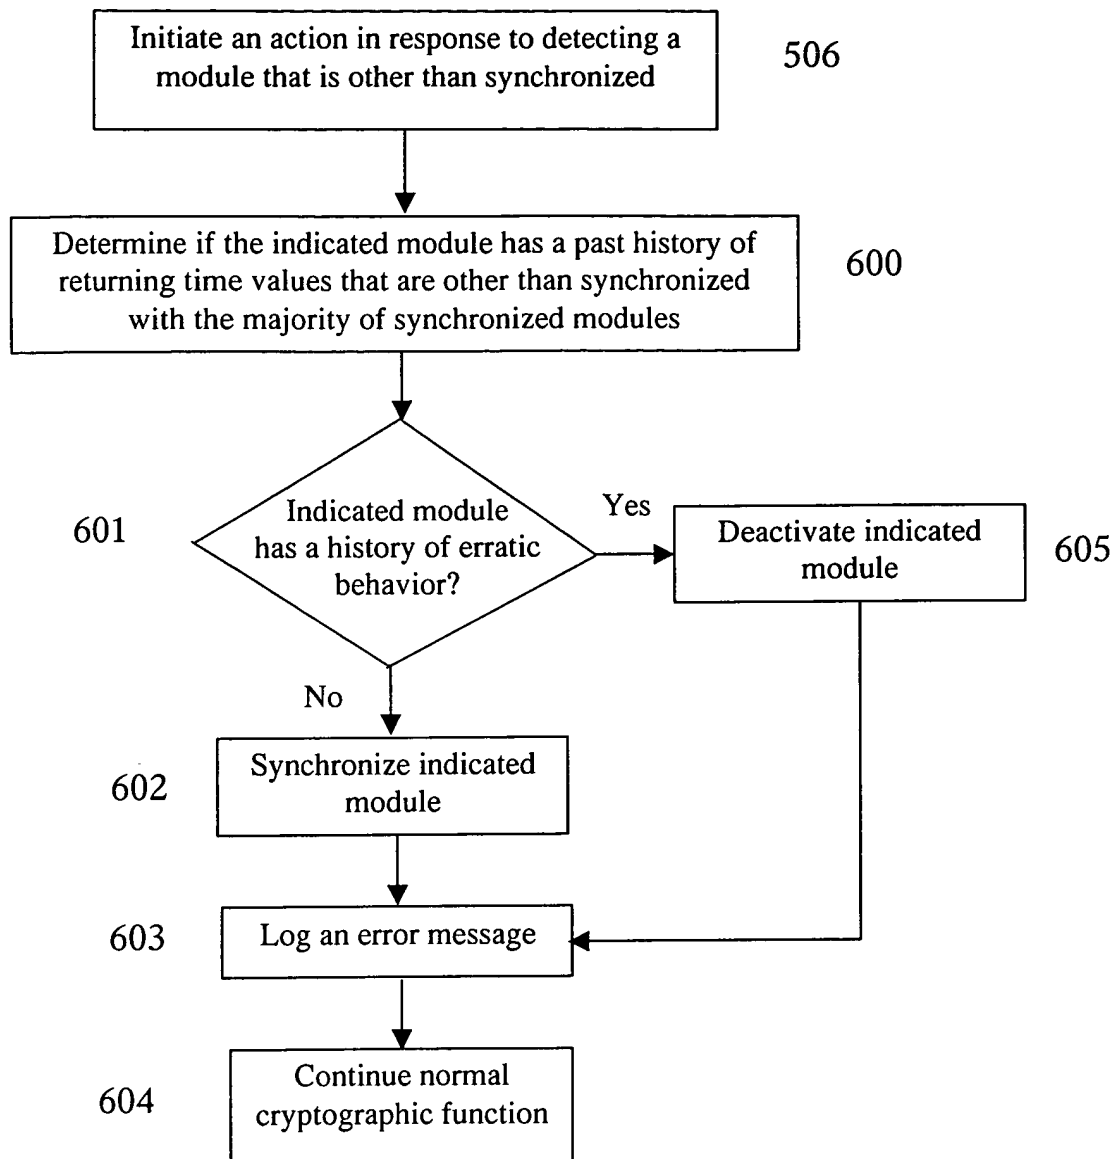 Initiate an action in response to detecting a
module that is other than synchronized
506
Determine if the indicated module has a past history of
returning time values that are other than synchronized
with the majority of synchronized modules
600
601
Indicated module
has a history of erratic
behavior?
Yes
Deactivate indicated
module
605
No
602
Synchronize indicated
module
603
Log an error message
604
Continue normal
cryptographic function